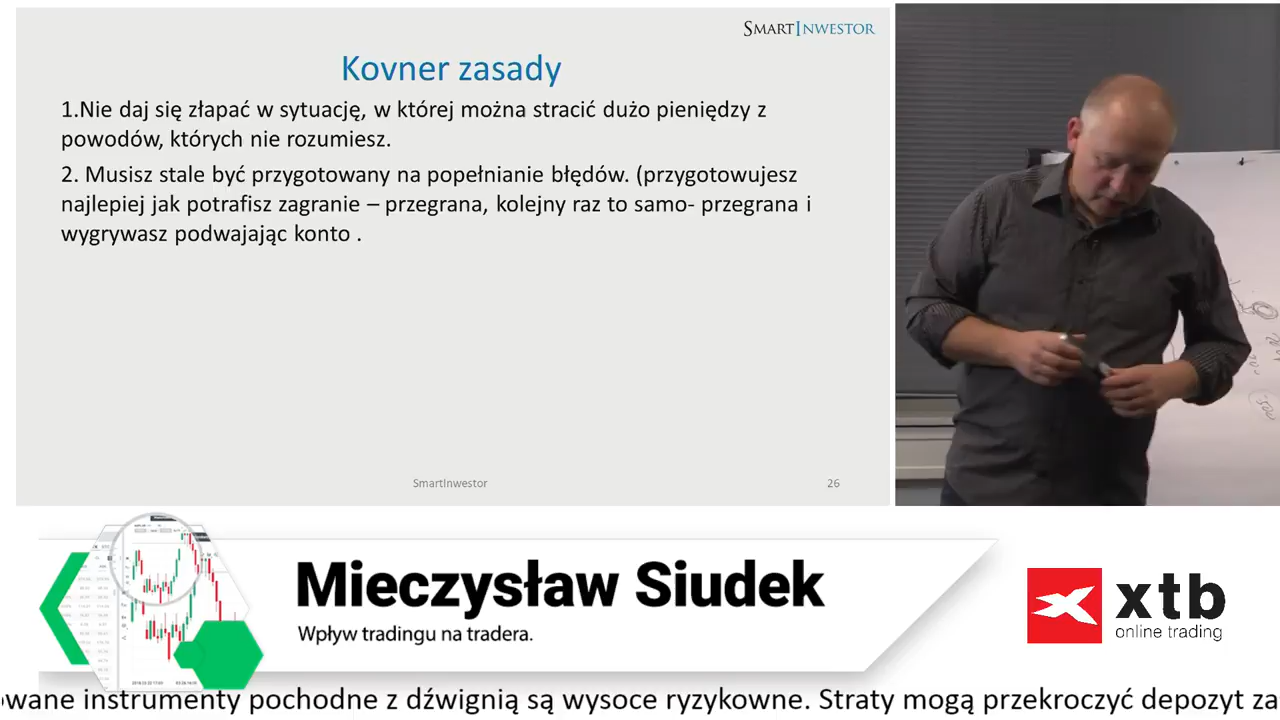 SMARTINWESTOR
Kovner zasady
1.Nie daj się złapać w sytuację, w której można stracić dużo pieniędzy z
powodów, których nie rozumiesz.
2. Musisz stale być przygotowany na popełnianie błędów. (przygotowujesz
najlepiej jak potrafisz zagranie – przegrana, kolejny raz to samo- przegrana i
wygrywasz podwajając konto .
SmartInwestor
26
Mieczysław Siudek
Wpływ tradingu na tradera.
xtb
online trading
owane instrumenty pochodne z dźwignią są wysoce ryzykowne. Straty mogą przekroczyć depozyt za